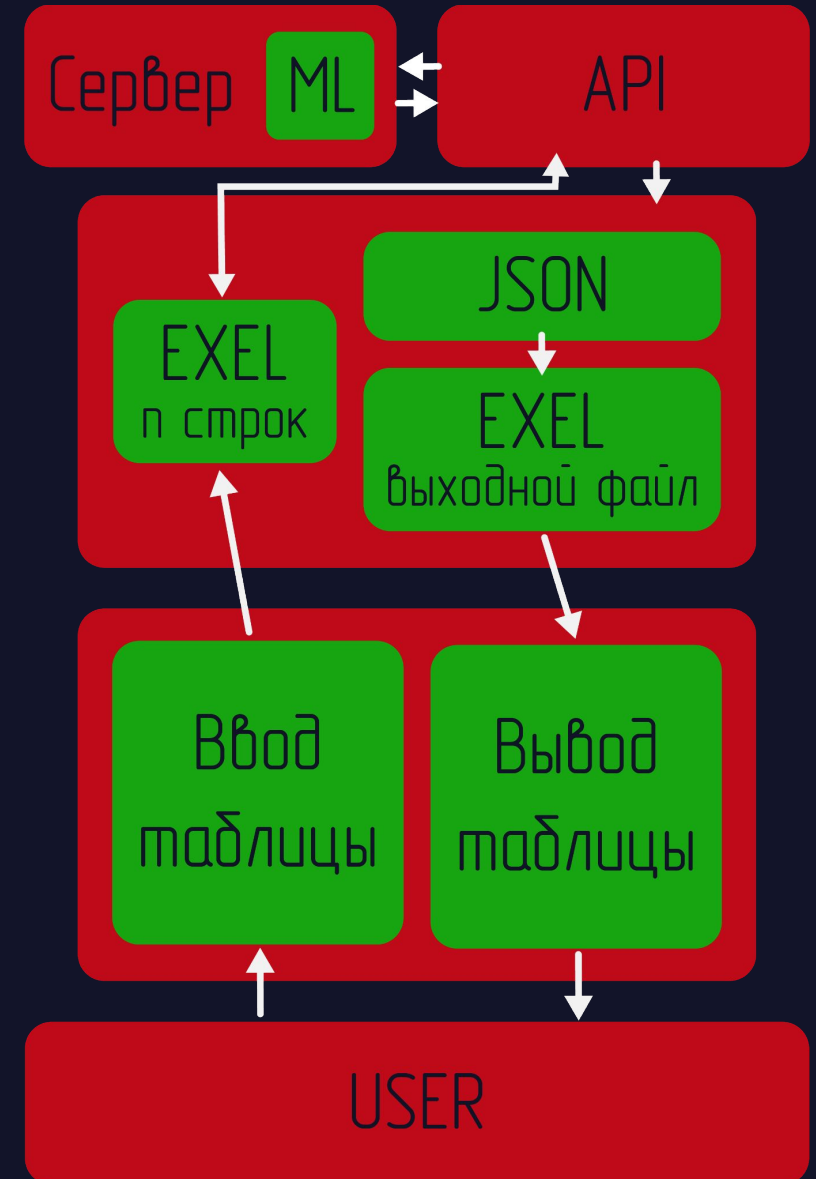 Сервер
ML
API
JSON
EXEL
n строк
EXEL
выходной файл
Ввод
таблицы
Вывод
таблицы
USER